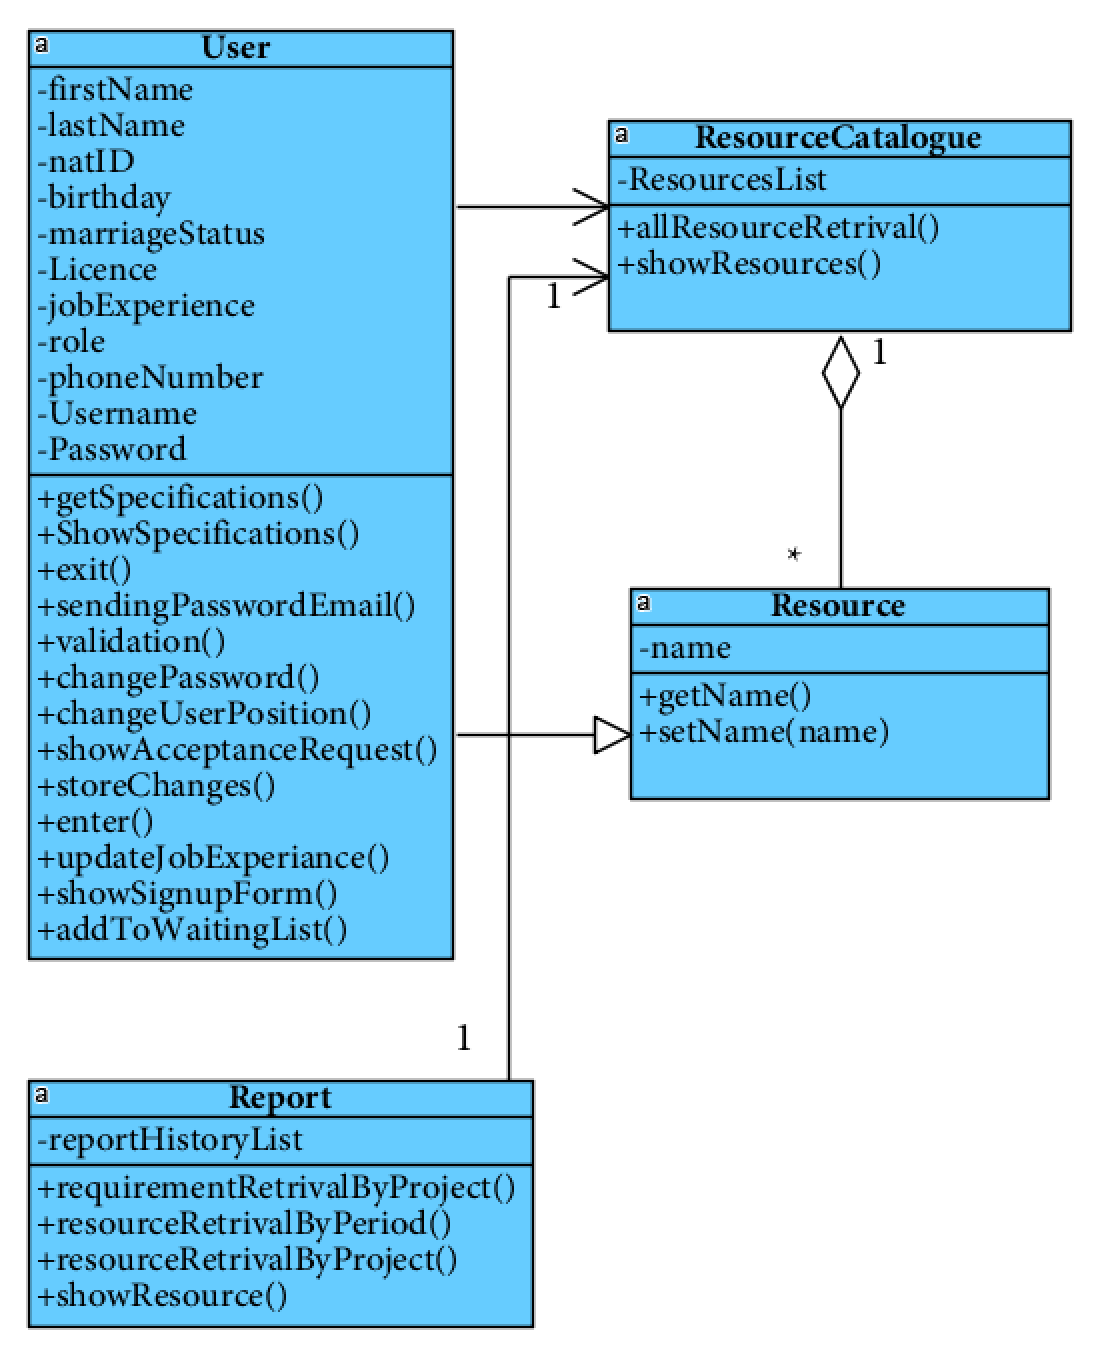 a User
-firstName
-lastName
-natID
-birthday
-marriageStatus
-Licence
-jobExperience
-role
-phoneNumber
-Username
-Password
+getSpecifications()
+ShowSpecifications()
+exit()
+sendingPasswordEmail()
+validation()
+changePassword()
+changeUserPosition()
+showAcceptanceRequest()
+storeChanges()
+enter()
+updateJobExperiance()
+showSignupForm()
+addToWaitingList()
a ResourceCatalogue
-ResourcesList
+allResourceRetrival()
+showResources()
1
1
*
a Resource
-name
+getName()
+setName(name)
1
a Report
-reportHistoryList
+requirementRetrivalByProject()
+resourceRetrivalByPeriod()
+resourceRetrivalByProject()
+showResource()